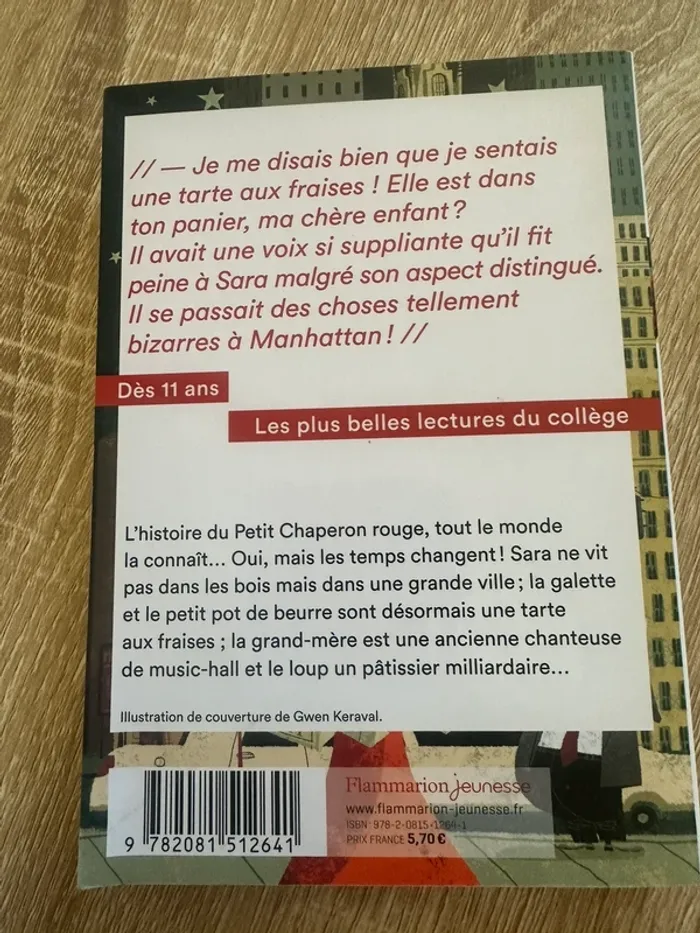 // — Je me disais bien que je sentais
une tarte aux fraises ! Elle est dans
ton panier, ma chère enfant ?
Il avait une voix si suppliante qu'il fit
peine à Sara malgré son aspect distingué.
Il se passait des choses tellement
bizarres à Manhattan ! //
Dès 11 ans
Les plus belles lectures du collège
L'histoire du Petit Chaperon rouge, tout le monde
la connaît... Oui, mais les temps changent ! Sara ne vit
pas dans les bois mais dans une grande ville ; la galette
et le petit pot de beurre sont désormais une tarte
aux fraises ; la grand-mère est une ancienne chanteuse
de music-hall et le loup un pâtissier milliardaire...
Illustration de couverture de Gwen Keraval.
Flammarion jeunesse
www.flammarion-jeunesse.fr
ISBN : 978-2-0815-1264-1
PRIX FRANCE 5,70 €
9 782081 512641